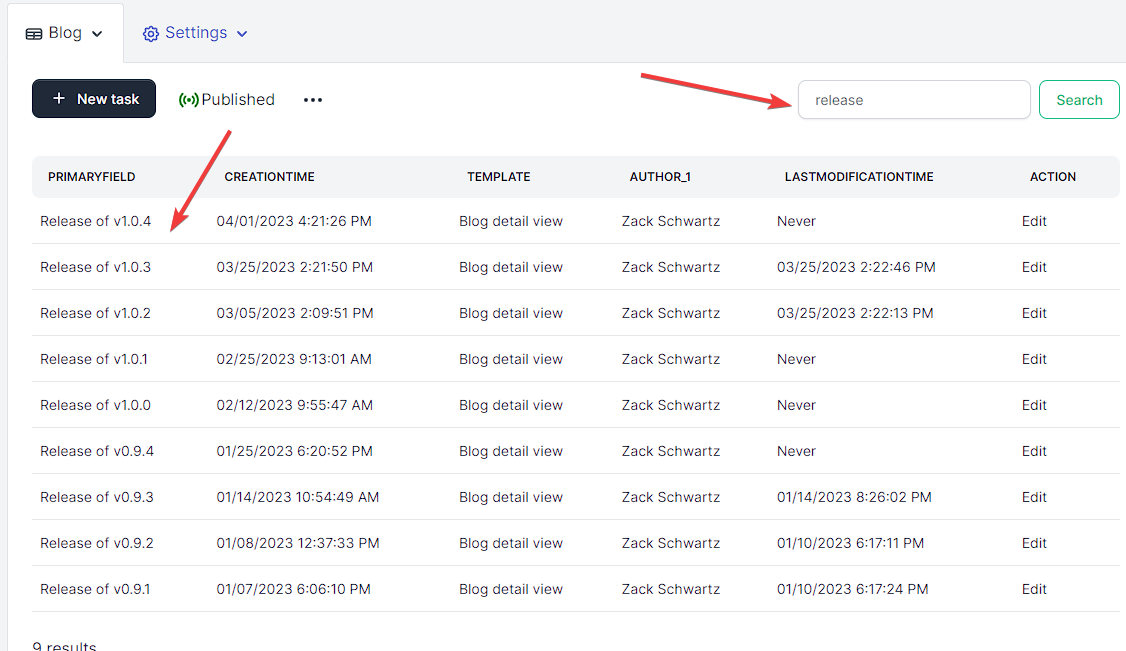 Blog Settings
+ New task Published ••• release Search
PRIMARYFIELD CREATIONTIME TEMPLATE AUTHOR_1 LASTMODIFICATIONTIME ACTION
Release of v1.0.4 04/01/2023 4:21:26 PM Blog detail view Zack Schwartz Never Edit
Release of v1.0.3 03/25/2023 2:21:50 PM Blog detail view Zack Schwartz 03/25/2023 2:22:46 PM Edit
Release of v1.0.2 03/05/2023 2:09:51 PM Blog detail view Zack Schwartz 03/25/2023 2:22:13 PM Edit
Release of v1.0.1 02/25/2023 9:13:01 AM Blog detail view Zack Schwartz Never Edit
Release of v1.0.0 02/12/2023 9:55:47 AM Blog detail view Zack Schwartz Never Edit
Release of v0.9.4 01/25/2023 6:20:52 PM Blog detail view Zack Schwartz Never Edit
Release of v0.9.3 01/14/2023 10:54:49 AM Blog detail view Zack Schwartz 01/14/2023 8:26:02 PM Edit
Release of v0.9.2 01/08/2023 12:37:33 PM Blog detail view Zack Schwartz 01/10/2023 6:17:11 PM Edit
Release of v0.9.1 01/07/2023 6:06:10 PM Blog detail view Zack Schwartz 01/10/2023 6:17:24 PM Edit
9 results